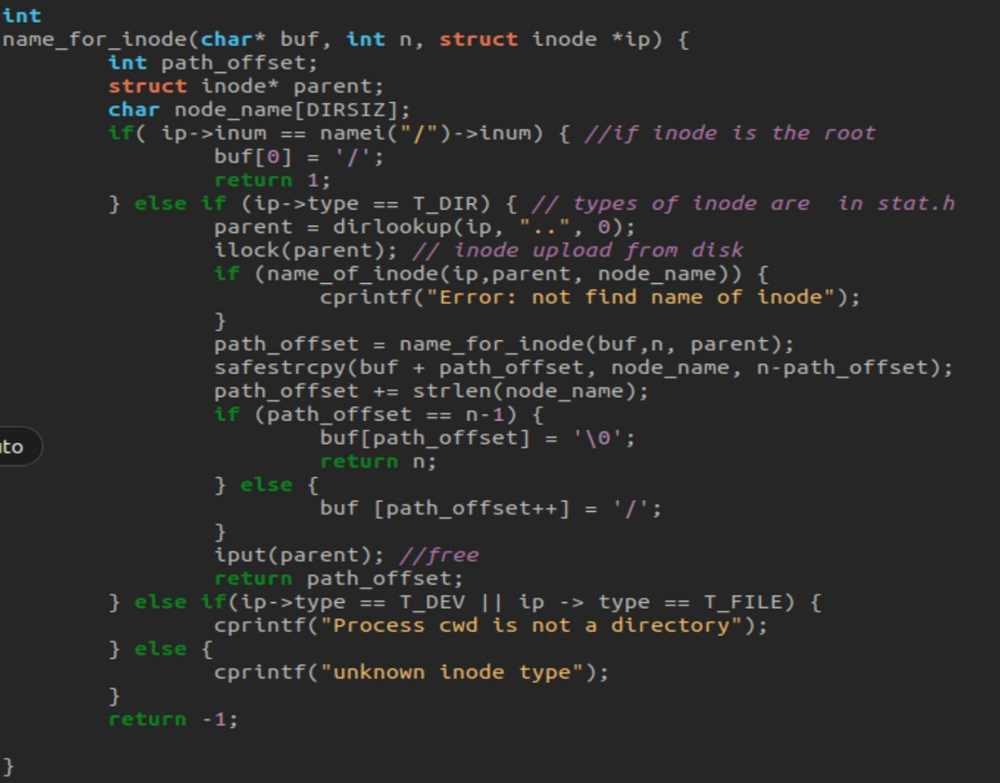 int
name_for_inode(char* buf, int n, struct inode *ip) {
int path_offset;
struct inode* parent;
char node_name[DIRSIZ];
if( ip->inum == namei("/")->inum) { //if inode is the root
buf[0] = '/';
return 1;
} else if (ip->type == T_DIR) { // types of inode are  in stat.h
parent = dirlookup(ip, "..", 0);
ilock(parent); // inode upload from disk
if (name_of_inode(ip,parent, node_name)) {
cprintf("Error: not find name of inode");
}
path_offset = name_for_inode(buf,n, parent);
safestrcpy(buf + path_offset, node_name, n-path_offset);
path_offset += strlen(node_name);
if (path_offset == n-1) {
buf[path_offset] = '\0';
uto
return n;
} else {
buf [path_offset++] = '/';
}
iput(parent); //free
return path_offset;
} else if(ip->type == T_DEV || ip -> type == T_FILE) {
cprintf("Process cwd is not a directory");
} else {
cprintf("unknown inode type");
}
return -1;
}